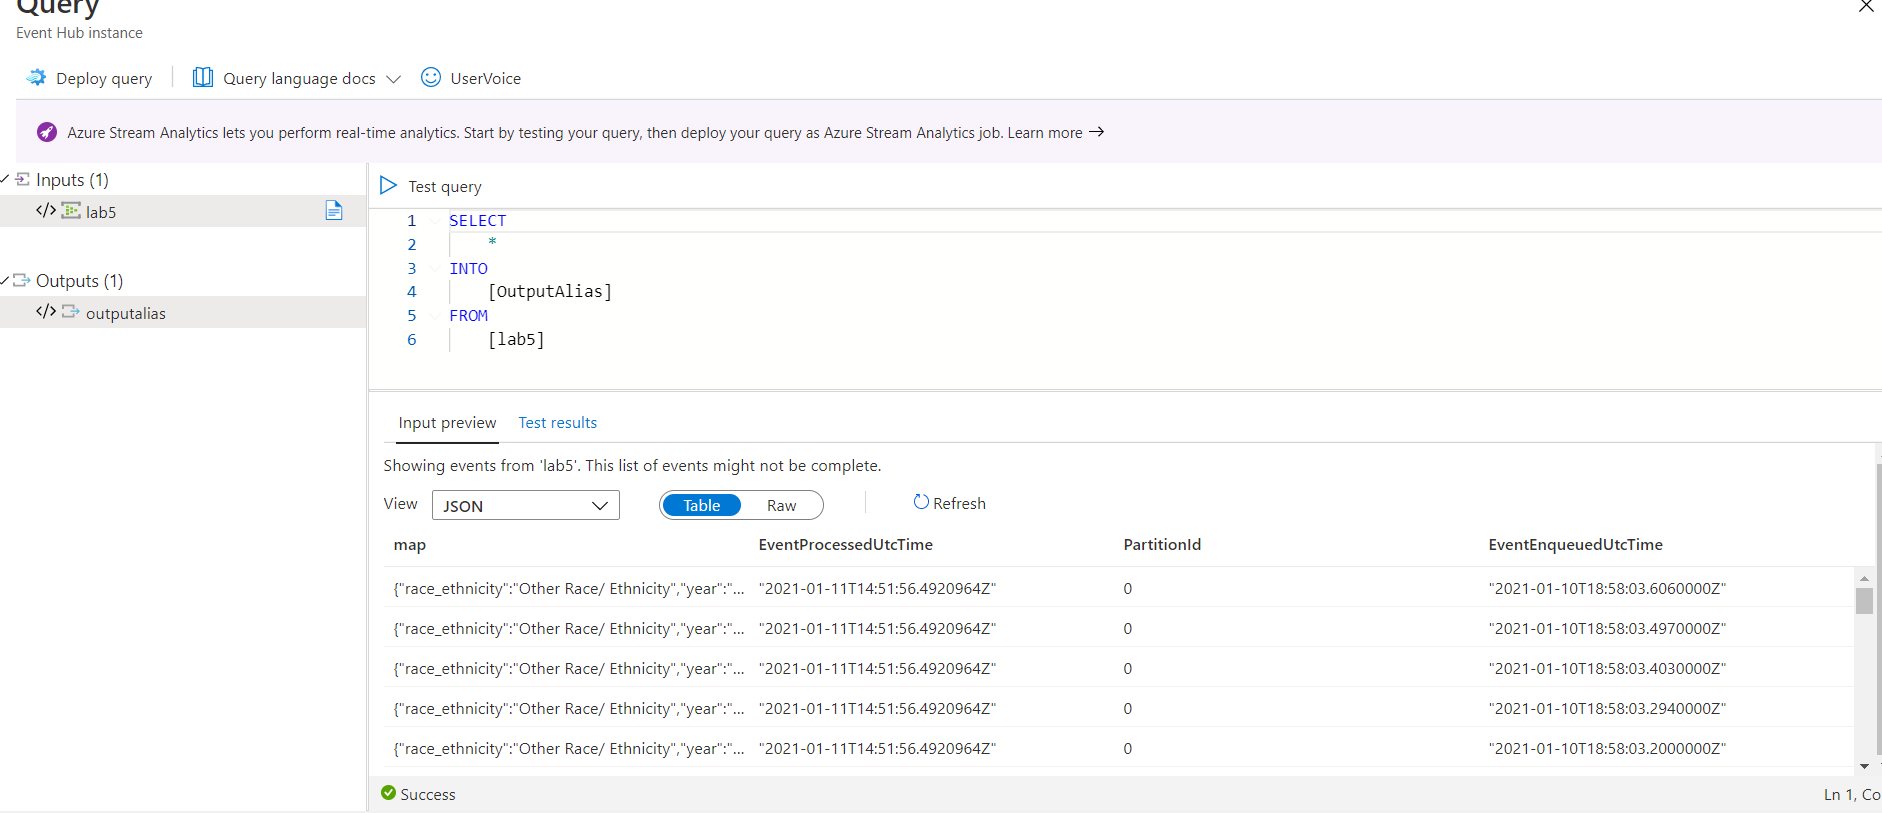 Query
Event Hub instance
Deploy query
Query language docs
UserVoice
Azure Stream Analytics lets you perform real-time analytics. Start by testing your query, then deploy your query as Azure Stream Analytics job. Learn more →
Inputs (1)
</> lab5
Outputs (1)
</> outputalias
Test query
1 SELECT
2 *
3 INTO
4 [OutputAlias]
5 FROM
6 [lab5]
Input preview Test results
Showing events from 'lab5'. This list of events might not be complete.
View JSON Table Raw Refresh
map EventProcessedUtcTime PartitionId EventEnqueuedUtcTime
{"race_ethnicity":"Other Race/ Ethnicity","year":"... "2021-01-11T14:51:56.4920964Z" 0 "2021-01-10T18:58:03.6060000Z"
{"race_ethnicity":"Other Race/ Ethnicity","year":"... "2021-01-11T14:51:56.4920964Z" 0 "2021-01-10T18:58:03.4970000Z"
{"race_ethnicity":"Other Race/ Ethnicity","year":"... "2021-01-11T14:51:56.4920964Z" 0 "2021-01-10T18:58:03.4030000Z"
{"race_ethnicity":"Other Race/ Ethnicity","year":"... "2021-01-11T14:51:56.4920964Z" 0 "2021-01-10T18:58:03.2940000Z"
{"race_ethnicity":"Other Race/ Ethnicity","year":"... "2021-01-11T14:51:56.4920964Z" 0 "2021-01-10T18:58:03.2000000Z"
Success
Ln 1, Co